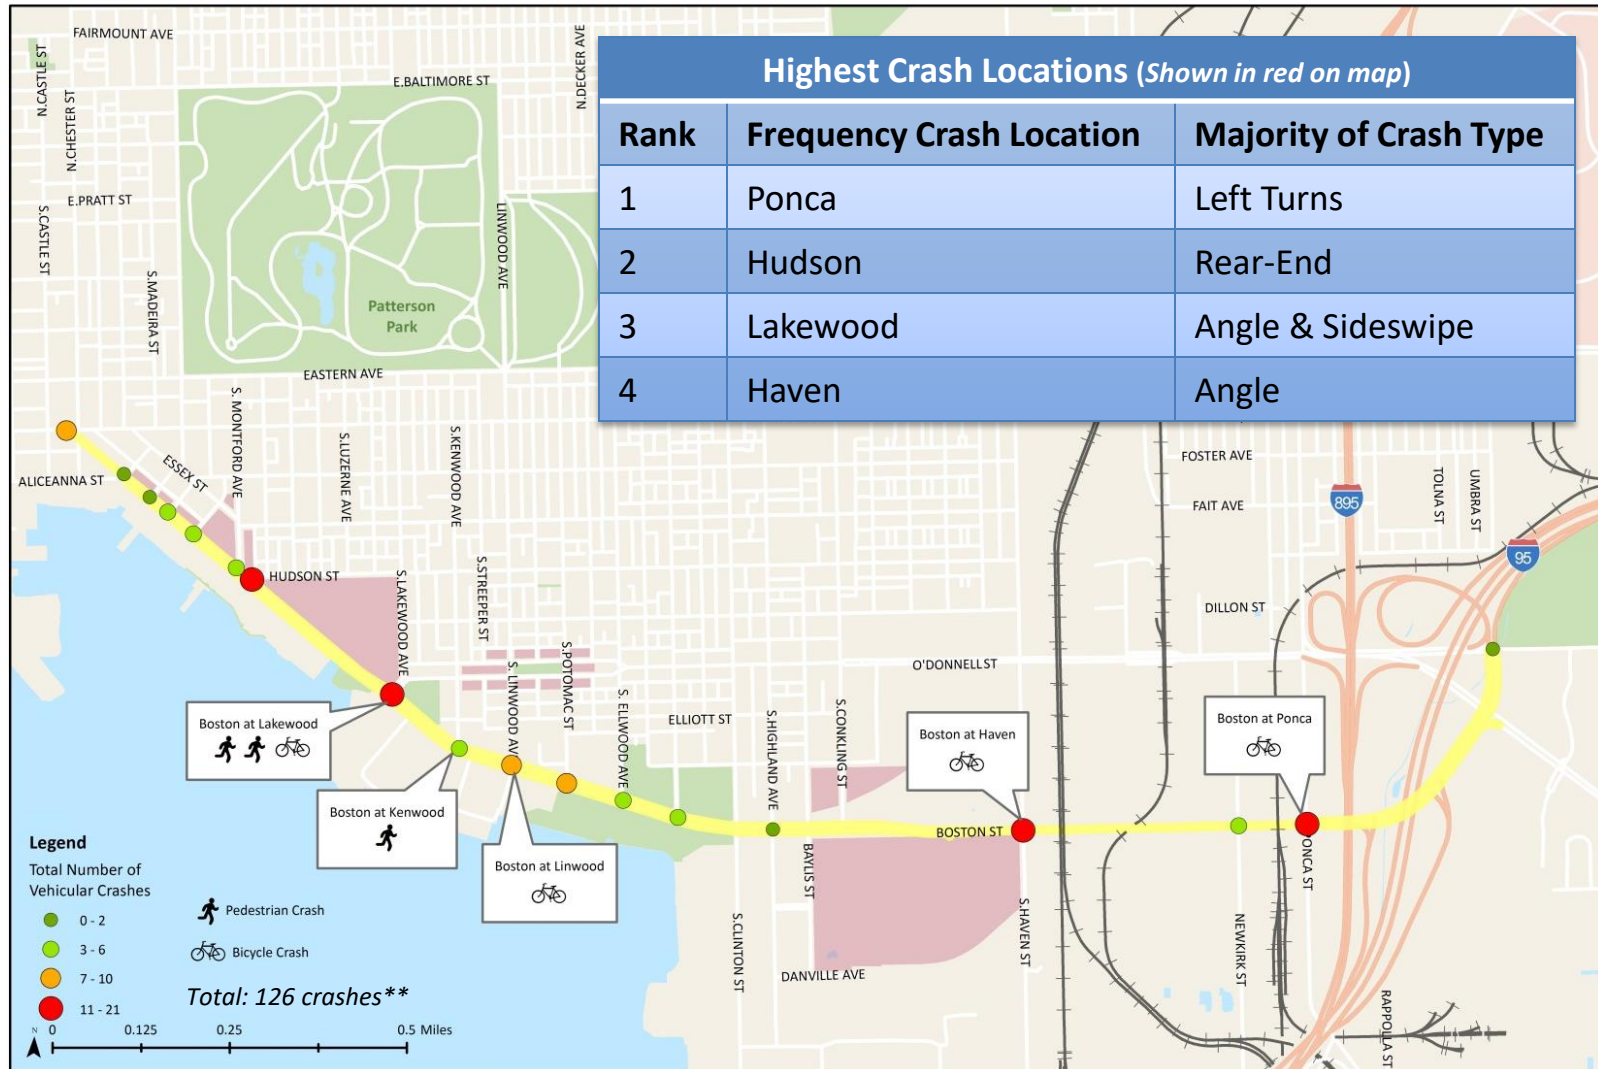 FAIRMOUNT AVE
N.CASTLE ST
N.CHESTER ST
E.BALTIMORE ST
N.DECKER AVE
Highest Crash Locations (Shown in red on map)
Rank Frequency Crash Location Majority of Crash Type
1 Ponca Left Turns
2 Hudson Rear-End
3 Lakewood Angle & Sideswipe
4 Haven Angle
E.PRATT ST
S.CASTLE ST
S.MADEIRA ST
LINWOOD AVE
Patterson
Park
EASTERN AVE
S. MONTFORD AVE
S.LUZERNE AVE
S.KENWOOD AVE
ALICEANNA ST
ESSEX ST
FOSTER AVE
FAIT AVE
895
TOLNA ST
UMBRA ST
95
HUDSON ST
S.LAKEWOOD AVE
S.STREEPER ST
DILLON ST
S. LINWOOD AVE
S.POTOMAC ST
O'DONNELL ST
S. ELLWOOD AVE
ELLIOTT ST
S.HIGHLAND AVE
S.CONKLING ST
Boston at Lakewood
Boston at Haven
Boston at Ponca
Boston at Kenwood
Boston at Linwood
BOSTON ST
BAYLIS ST
PONCA ST
S.CLINTON ST
S.HAVEN ST
NEWKIRK ST
DANVILLE AVE
RAPPOLLA ST
Legend
Total Number of
Vehicular Crashes
0 - 2
3 - 6
7 - 10
11 - 21
Pedestrian Crash
Bicycle Crash
Total: 126 crashes**
N
0 0.125 0.25 0.5 Miles